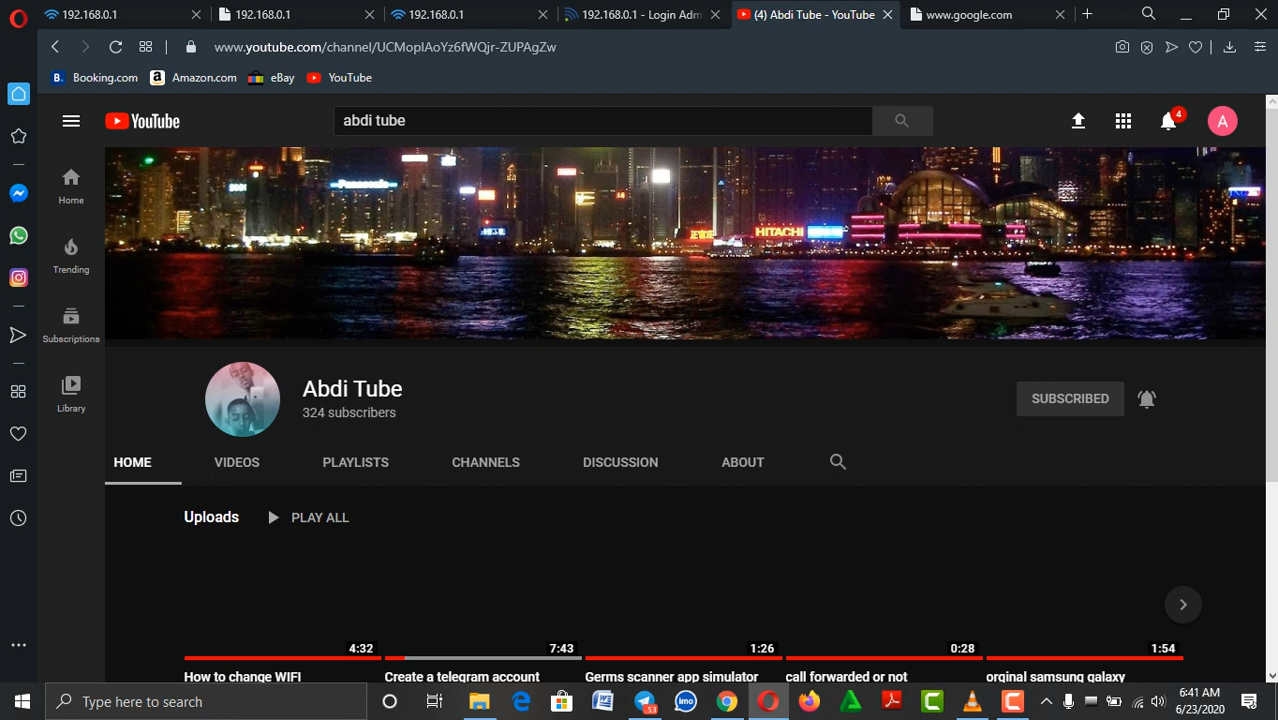 192.168.0.1
192.168.0.1
192.168.0.1
192.168.0.1 - Login Adm
(4) Abdi Tube - YouTube
www.google.com
www.youtube.com/channel/UCMopIAoYz6fWQjr-ZUPAgZw
B. Booking.com
a Amazon.com
eBay
YouTube
YouTube
abdi tube
4
A
Home
Trending
Subscriptions
Library
Panasonic
HITACHI
ING
Abdi Tube
324 subscribers
SUBSCRIBED
HOME
VIDEOS
PLAYLISTS
CHANNELS
DISCUSSION
ABOUT
Uploads
PLAY ALL
4:32
7:43
1:26
0:28
1:54
How to change WIFI
Create a telegram account
Germs scanner app simulator
call forwarded or not
orginal samsung galaxy
Type here to search
53
imo
6:41 AM
6/23/2020